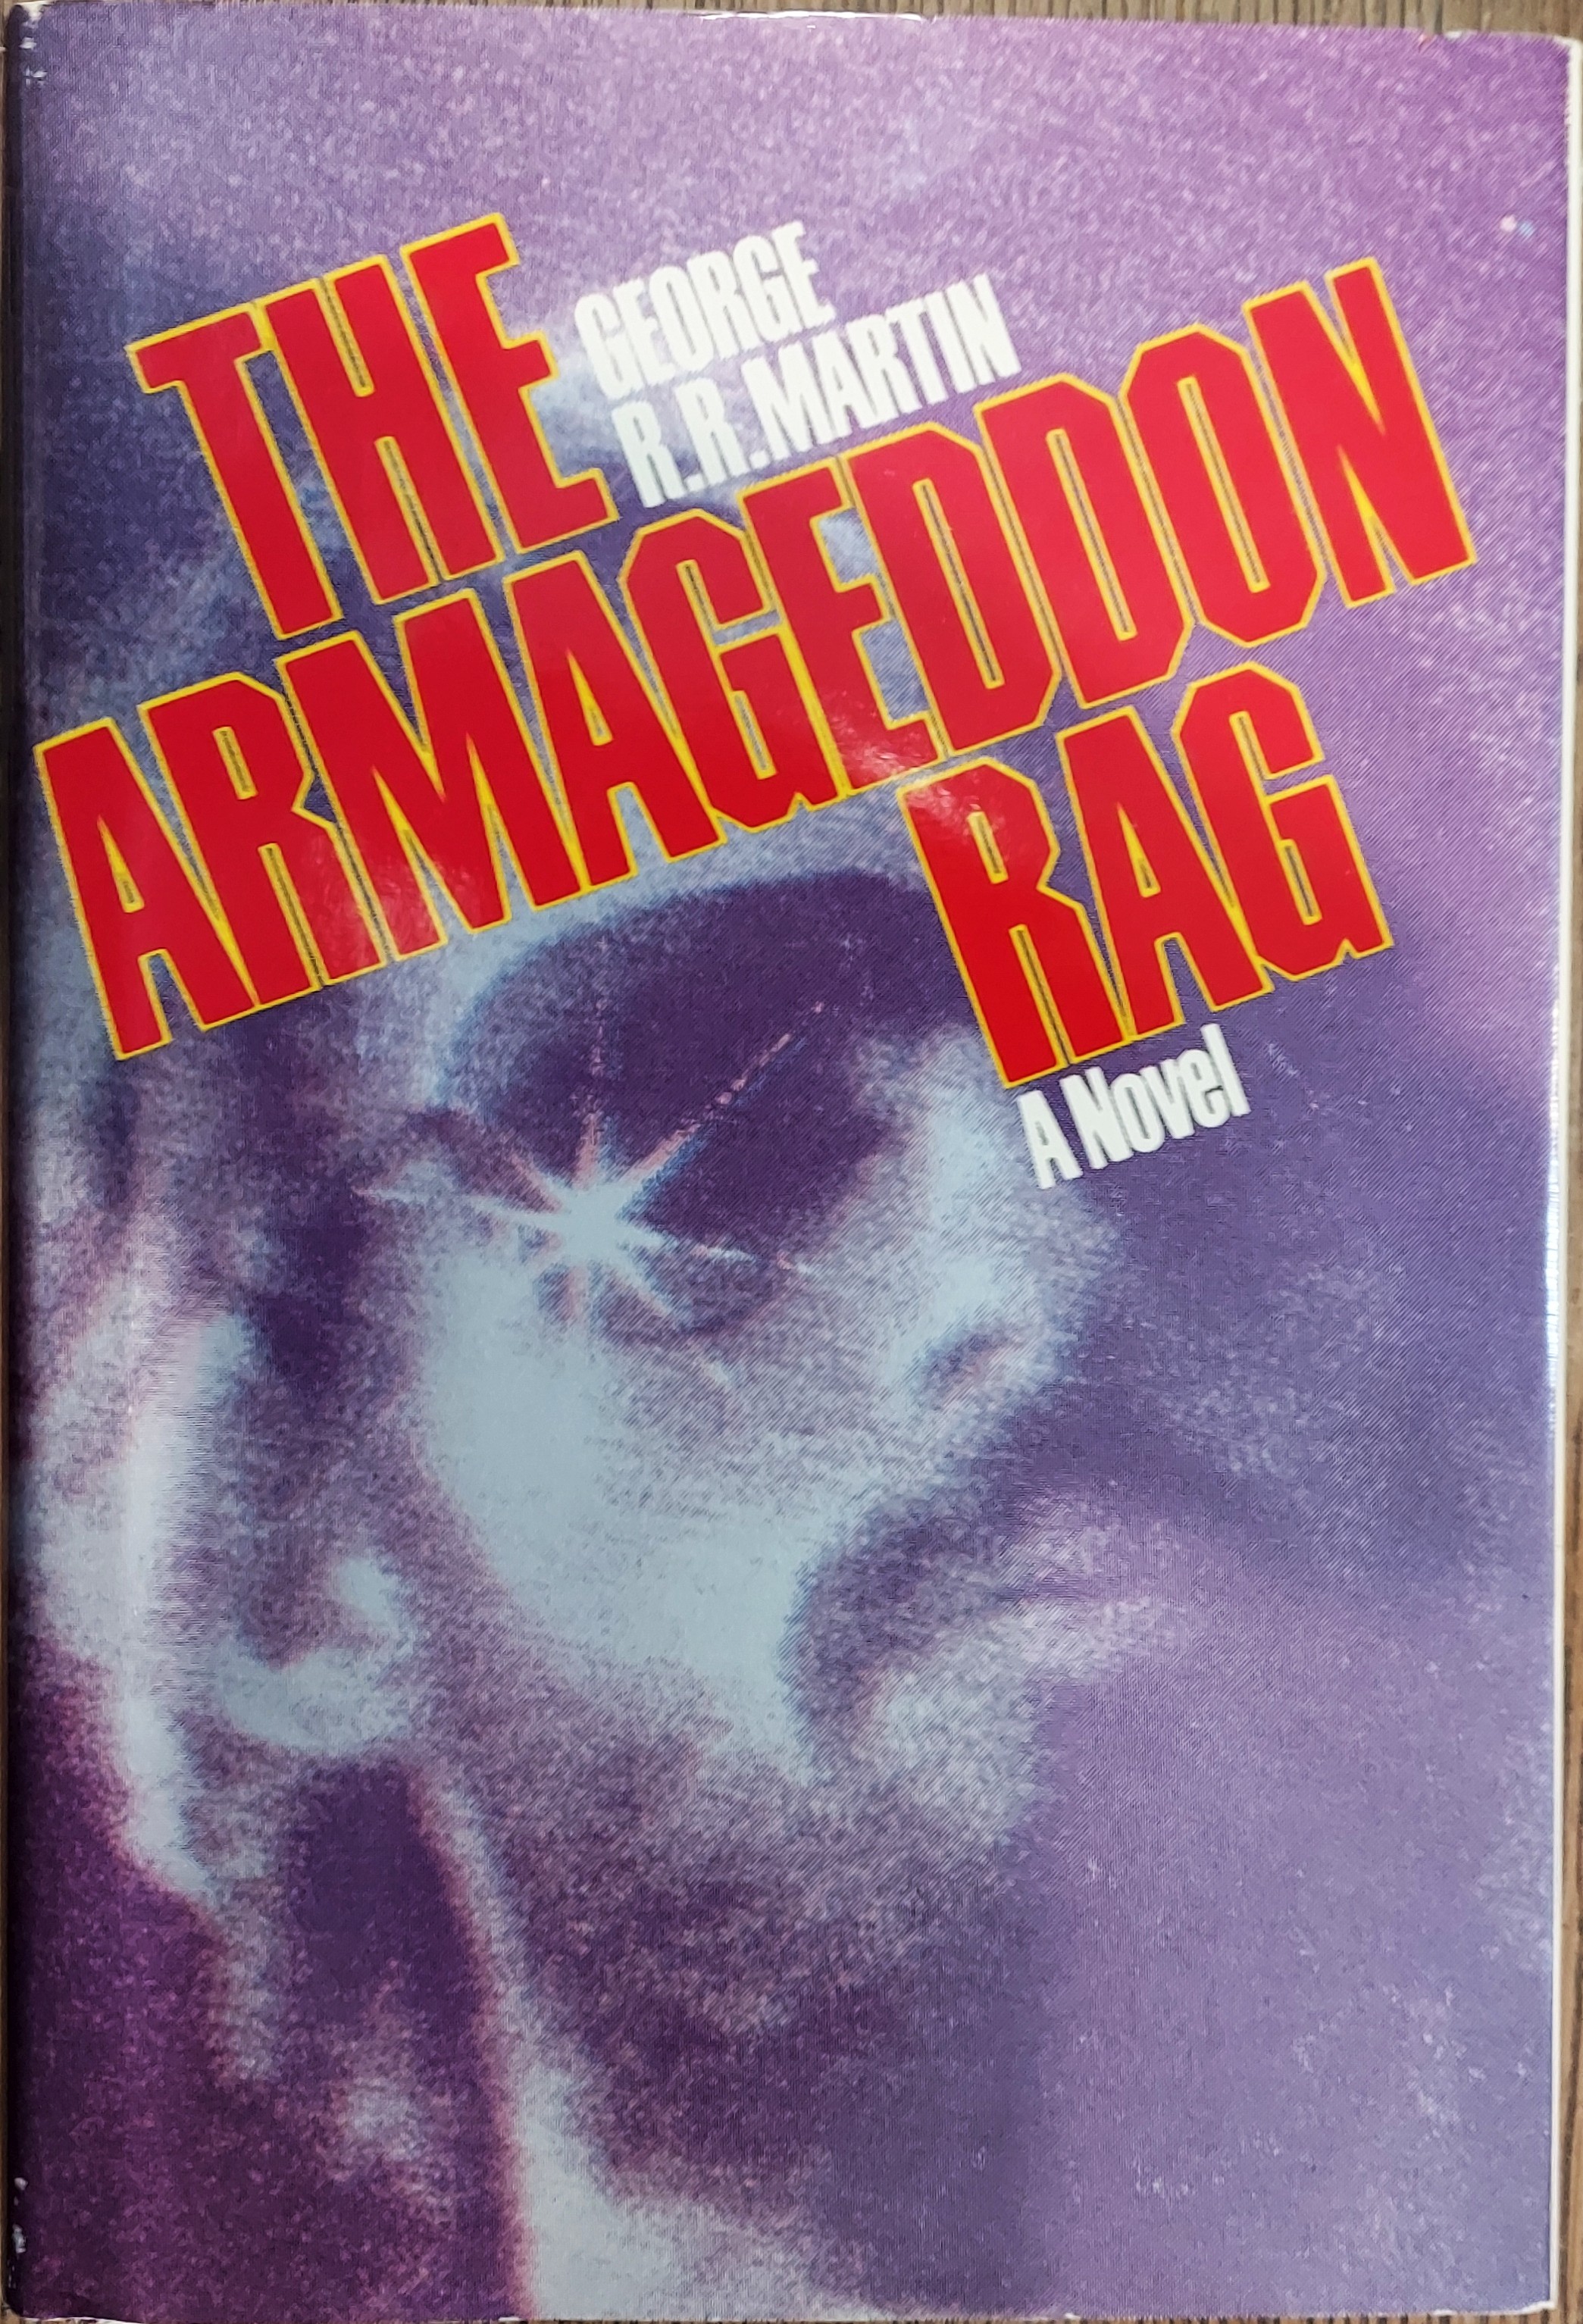 THE
GEORGE
R.R. MARTIN
ARMAGEDDON
RAG
A Novel